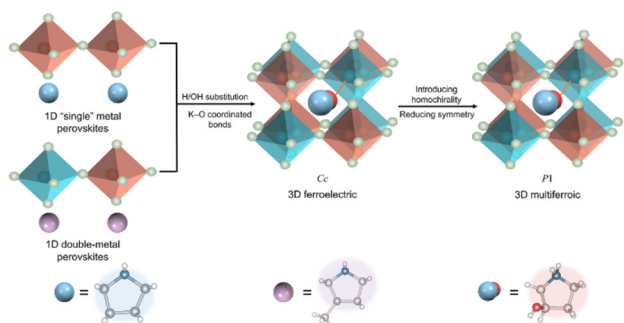 1D "single" metal
perovskites
1D double-metal
perovskites
H/OH substitution
K–O coordinated
bonds
Cc
3D ferroelectric
Introducing
homochirality
Reducing symmetry
P1
3D multiferroic
=
=
=